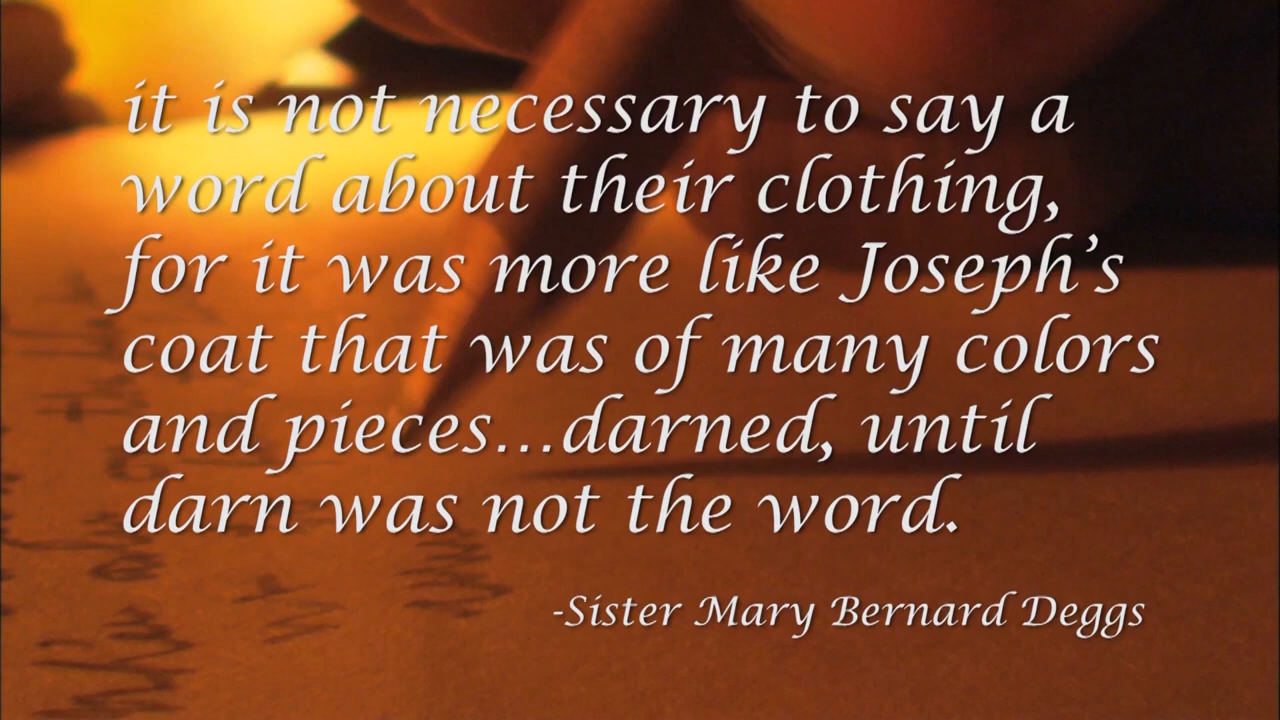 it is not necessary to say a
word about their clothing,
for it was more like Joseph's
coat that was of many colors
and pieces...darned, until
darn was not the word.
-Sister Mary Bernard Deggs